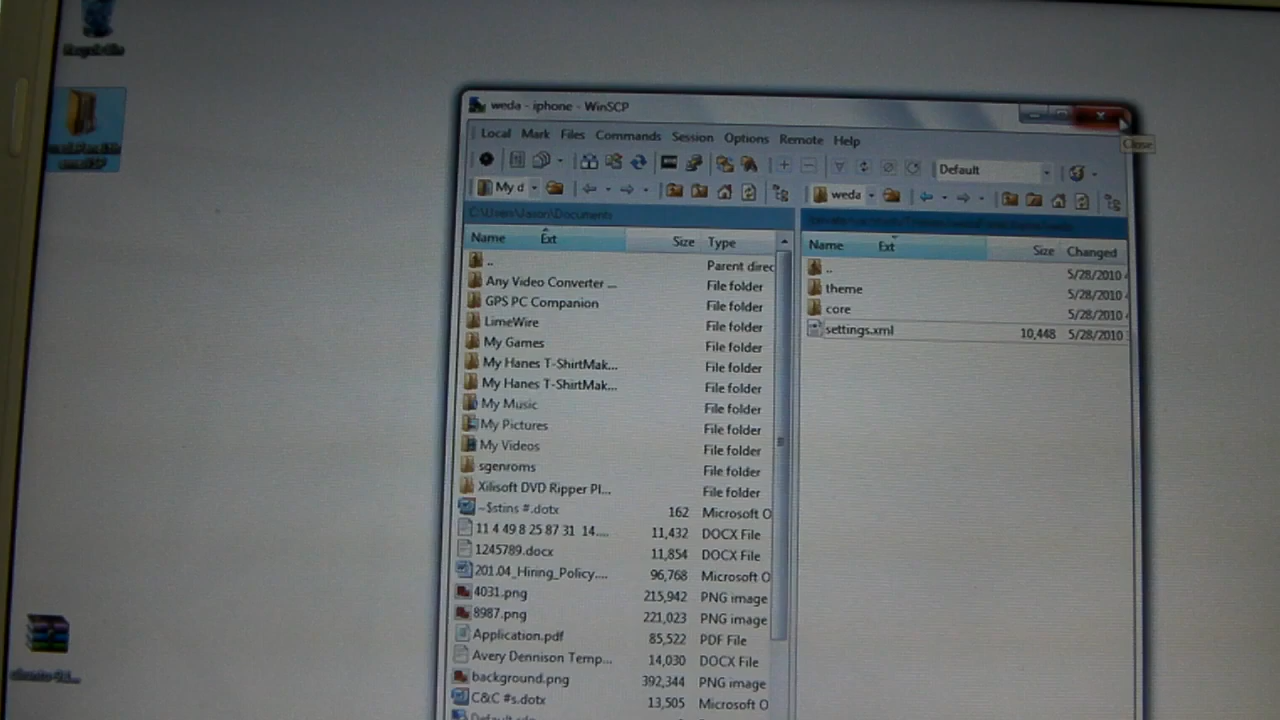 Recycle Bin
weda - iphone - WinSCP
Close
Local Mark Files Commands Session Options Remote Help
Default
My d
weda
C:\Users\Jason\Documents
Name Ext Size Type
Name Ext Size Changed
.. Parent direc
Any Video Converter ... File folder
GPS PC Companion File folder
LimeWire File folder
My Games File folder
My Hanes T-ShirtMak... File folder
My Hanes T-ShirtMak... File folder
My Music File folder
My Pictures File folder
My Videos File folder
sgenroms File folder
Xilisoft DVD Ripper Pl... File folder
~$stins #.dotx 162 Microsoft O
11 4 49 8 25 87 31 14.... 11,432 DOCX File
1245789.docx 11,854 DOCX File
201.04_Hiring_Policy.... 96,768 Microsoft O
4031.png 215,942 PNG image
8987.png 221,023 PNG image
Application.pdf 85,522 PDF File
Avery Dennison Temp... 14,030 DOCX File
background.png 392,344 PNG image
C&C #s.dotx 13,505 Microsoft O
.. 5/28/2010
theme 5/28/2010
core 5/28/2010
settings.xml 10,448 5/28/2010